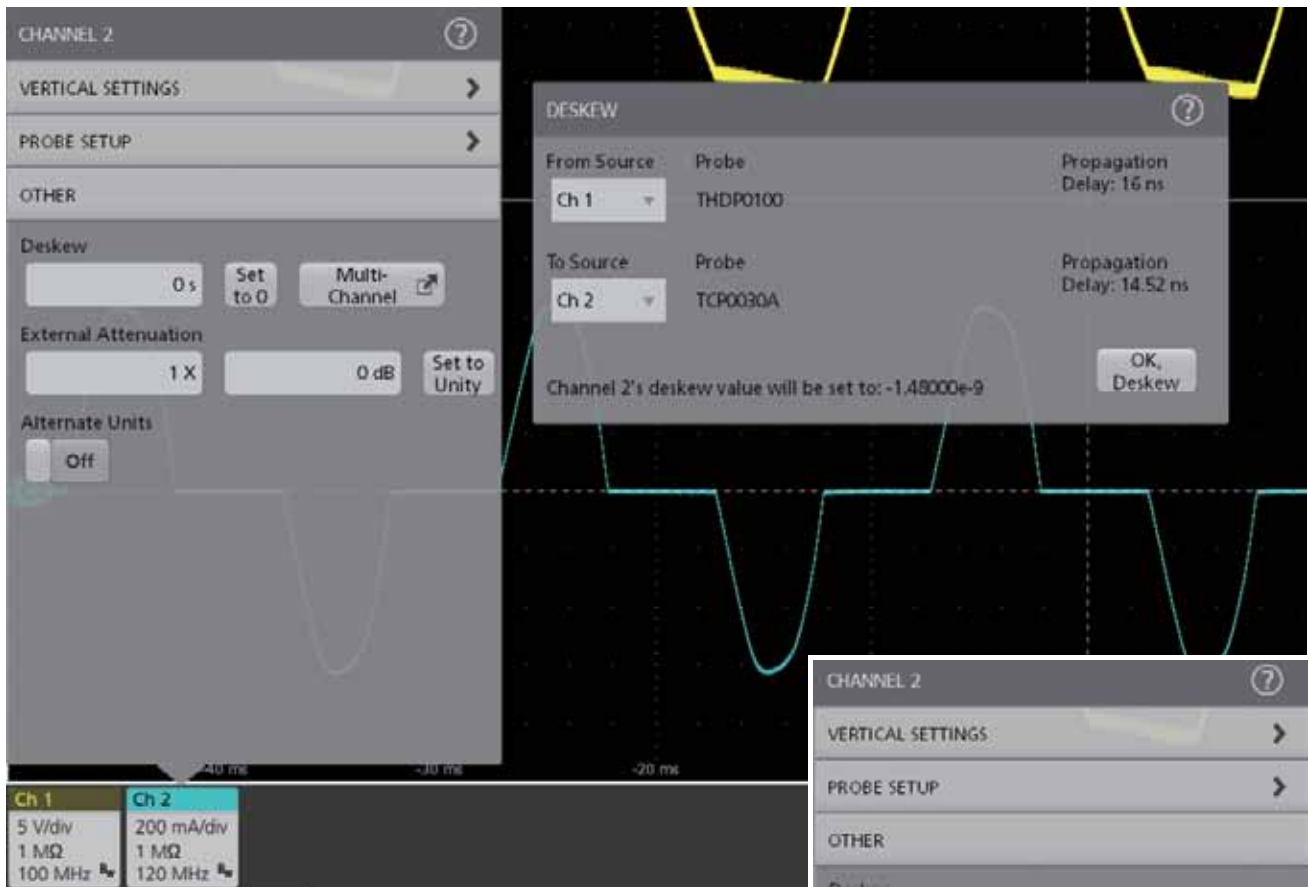 CHANNEL 2
?
VERTICAL SETTINGS
PROBE SETUP
OTHER
Deskew
0 s
Set
to 0
Multi-
Channel
External Attenuation
1 X
0 dB
Set to
Unity
Alternate Units
Off
DESKEW
?
From Source
Probe
Propagation
Delay: 16 ns
Ch 1
THDP0100
To Source
Probe
Propagation
Delay: 14.52 ns
Ch 2
TCP0030A
Channel 2's deskew value will be set to: -1.48000e-9
OK,
Deskew
-40 ms
-30 ms
-20 ms
Ch 1
5 V/div
1 MΩ
100 MHz
Ch 2
200 mA/div
1 MΩ
120 MHz
CHANNEL 2
?
VERTICAL SETTINGS
PROBE SETUP
OTHER